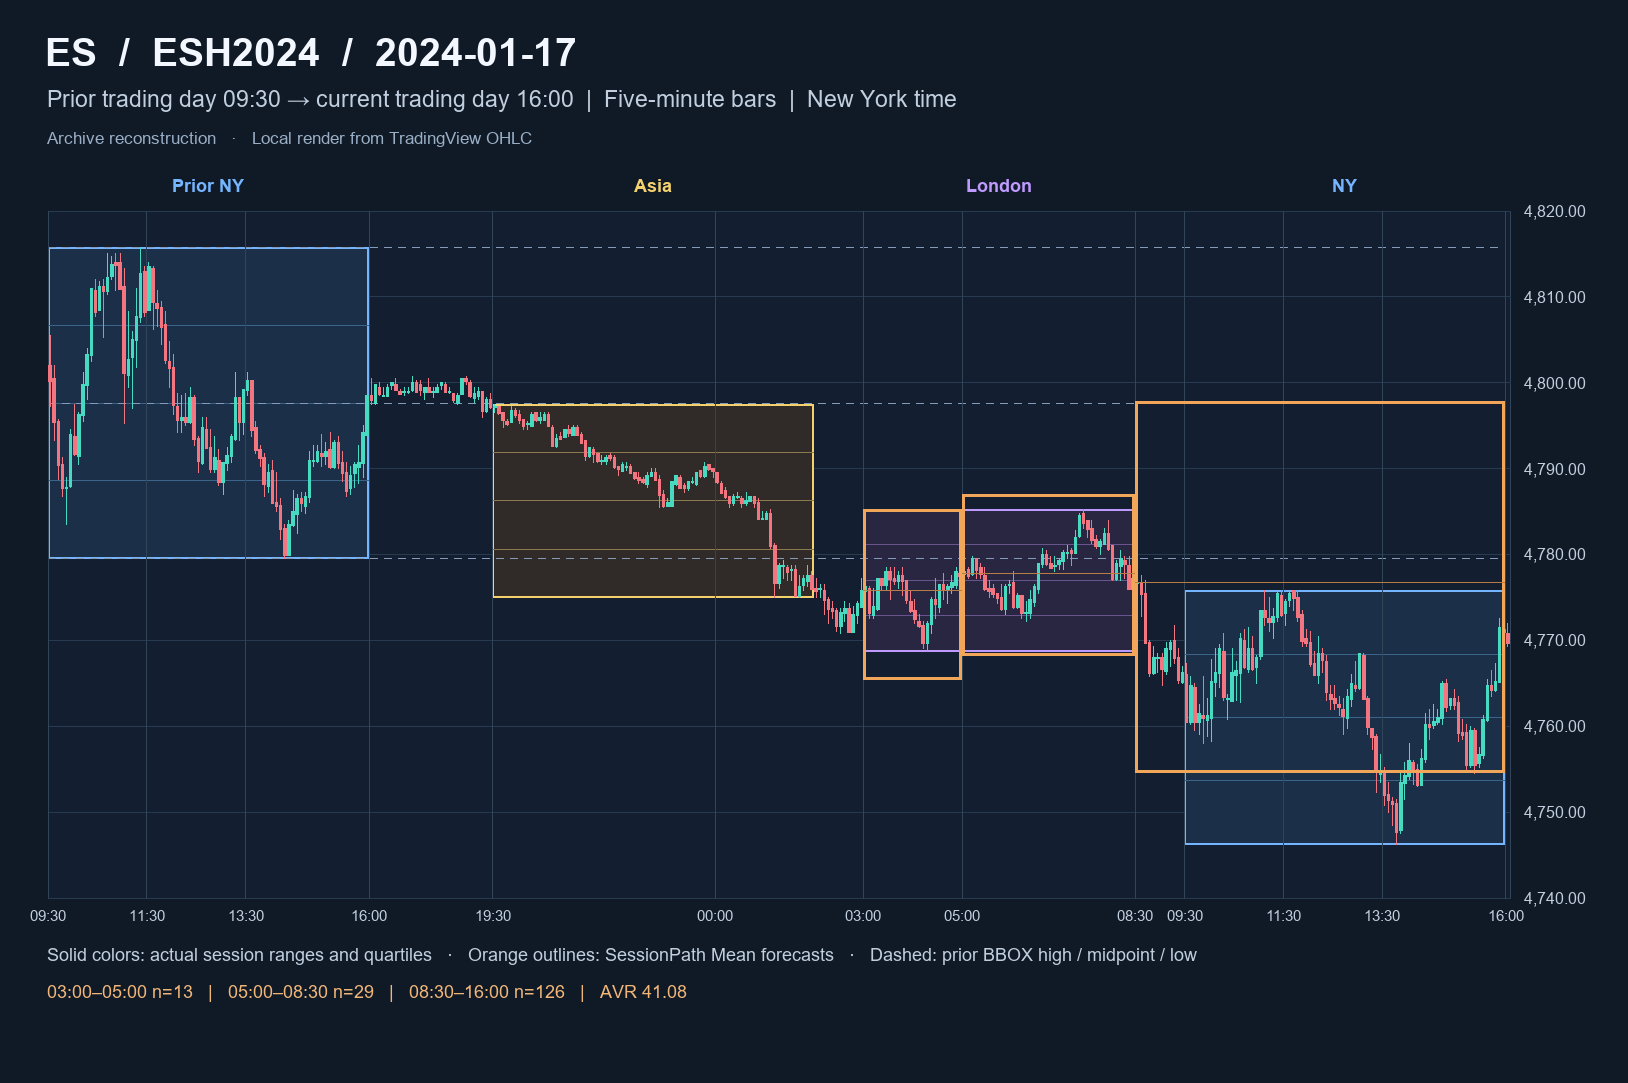 ES / ESH2024 / 2024-01-17
Prior trading day 09:30 → current trading day 16:00 | Five-minute bars | New York time
Archive reconstruction · Local render from TradingView OHLC
Prior NY Asia London NY
4,820.00
4,810.00
4,800.00
4,790.00
4,780.00
4,770.00
4,760.00
4,750.00
4,740.00
09:30 11:30 13:30 16:00 19:30 00:00 03:00 05:00 08:30 09:30 11:30 13:30 16:00
Solid colors: actual session ranges and quartiles · Orange outlines: SessionPath Mean forecasts · Dashed: prior BBOX high / midpoint / low
03:00–05:00 n=13 | 05:00–08:30 n=29 | 08:30–16:00 n=126 | AVR 41.08